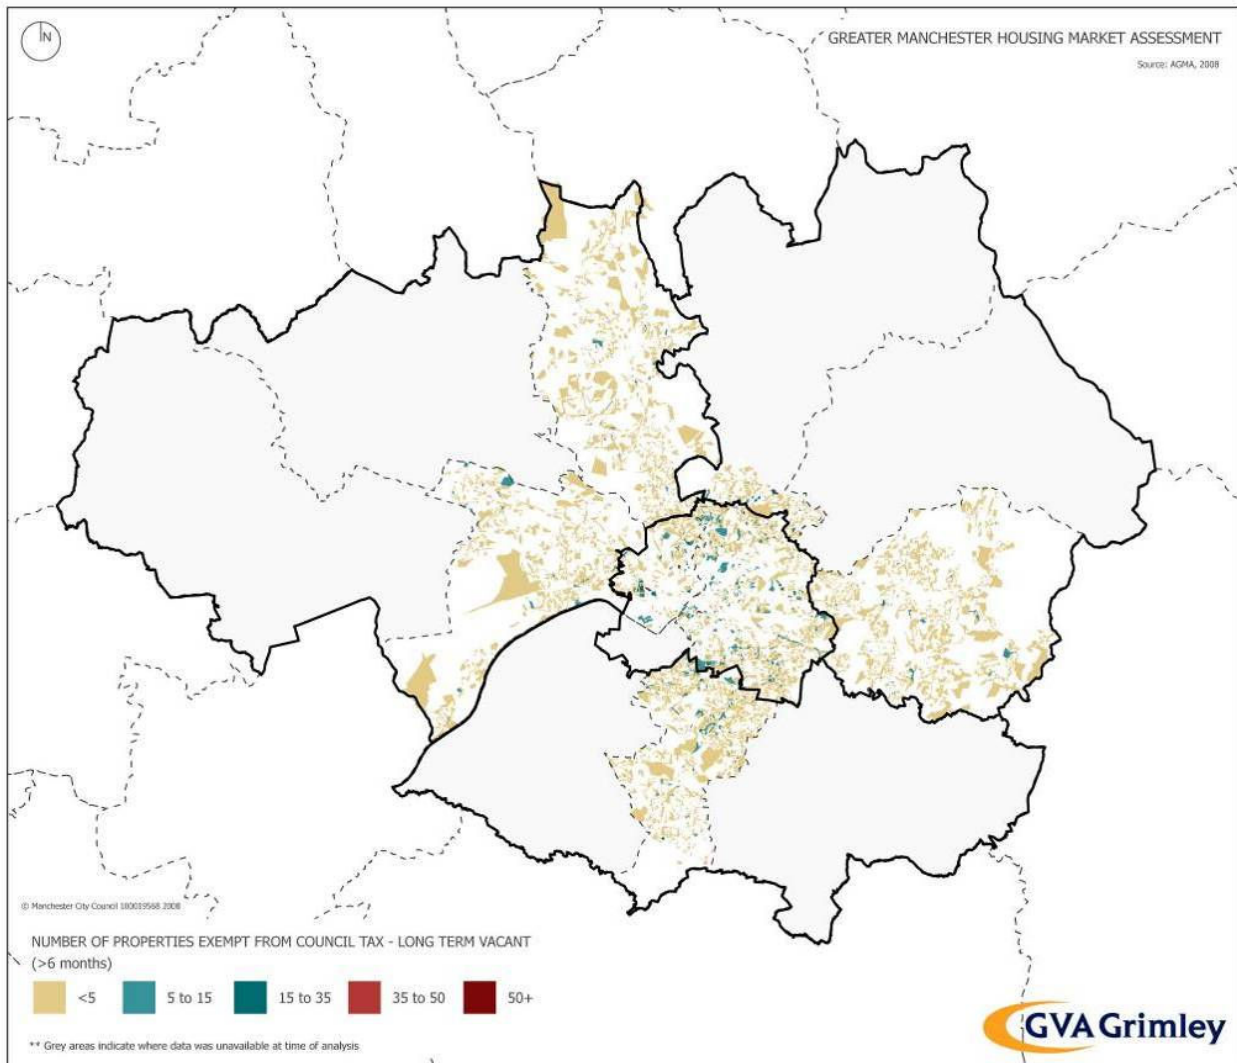 N
GREATER MANCHESTER HOUSING MARKET ASSESSMENT
Source: AGMA, 2008
© Manchester City Council 100019568 2008
NUMBER OF PROPERTIES EXEMPT FROM COUNCIL TAX - LONG TERM VACANT
(>6 months)
<5 5 to 15 15 to 35 35 to 50 50+
** Grey areas indicate where data was unavailable at time of analysis
GVA Grimley